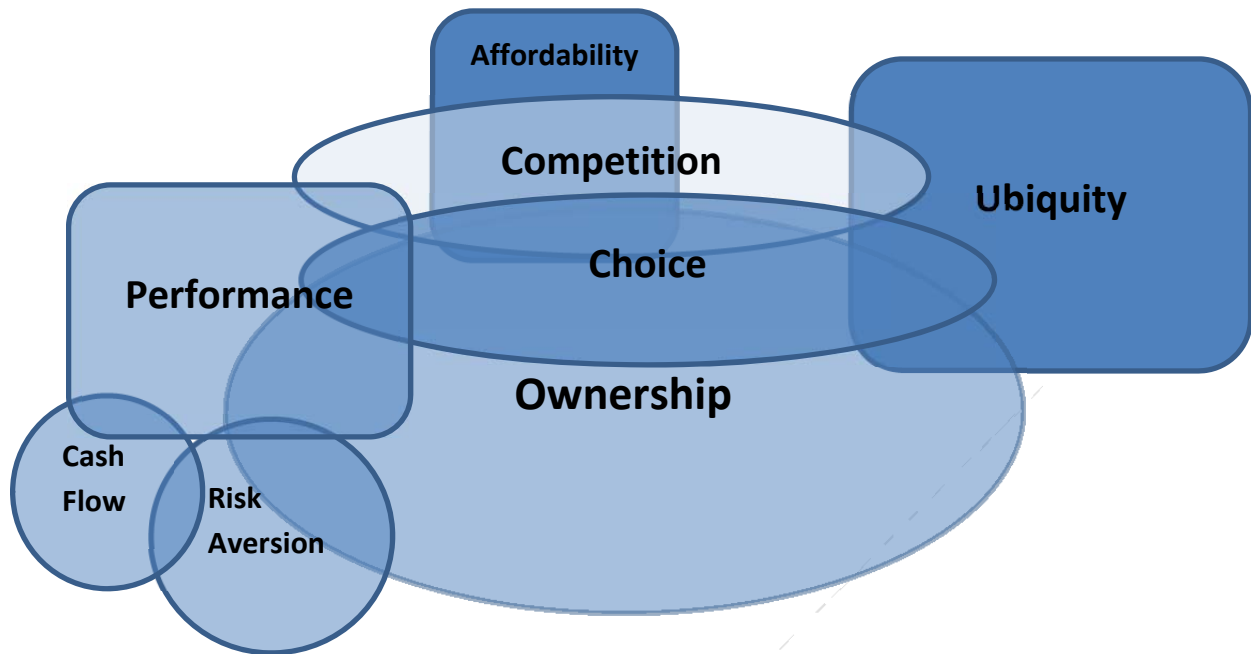 Affordability
Competition
Ubiquity
Choice
Performance
Ownership
Cash
Flow
Risk
Aversion